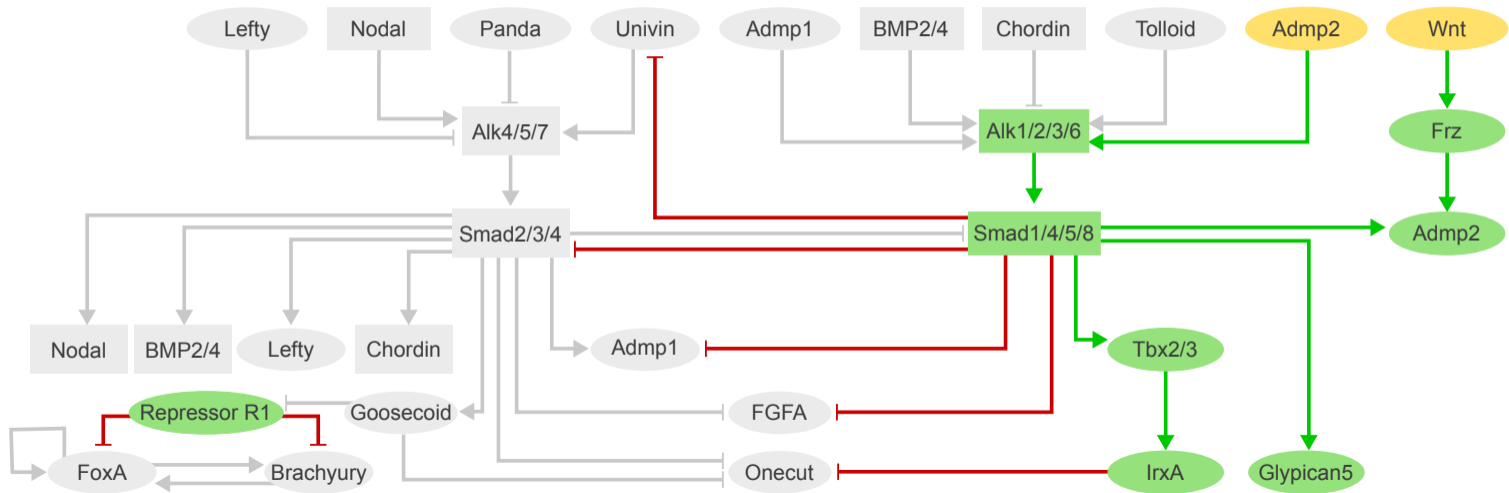 Lefty
Nodal
Panda
Univin
Admp1
BMP2/4
Chordin
Tolloid
Admp2
Wnt
Alk4/5/7
Alk1/2/3/6
Frz
Smad2/3/4
Smad1/4/5/8
Admp2
Nodal
BMP2/4
Lefty
Chordin
Admp1
Tbx2/3
Repressor R1
Goosecoid
FGFA
FoxA
Brachyury
Onecut
IrxA
Glypican5